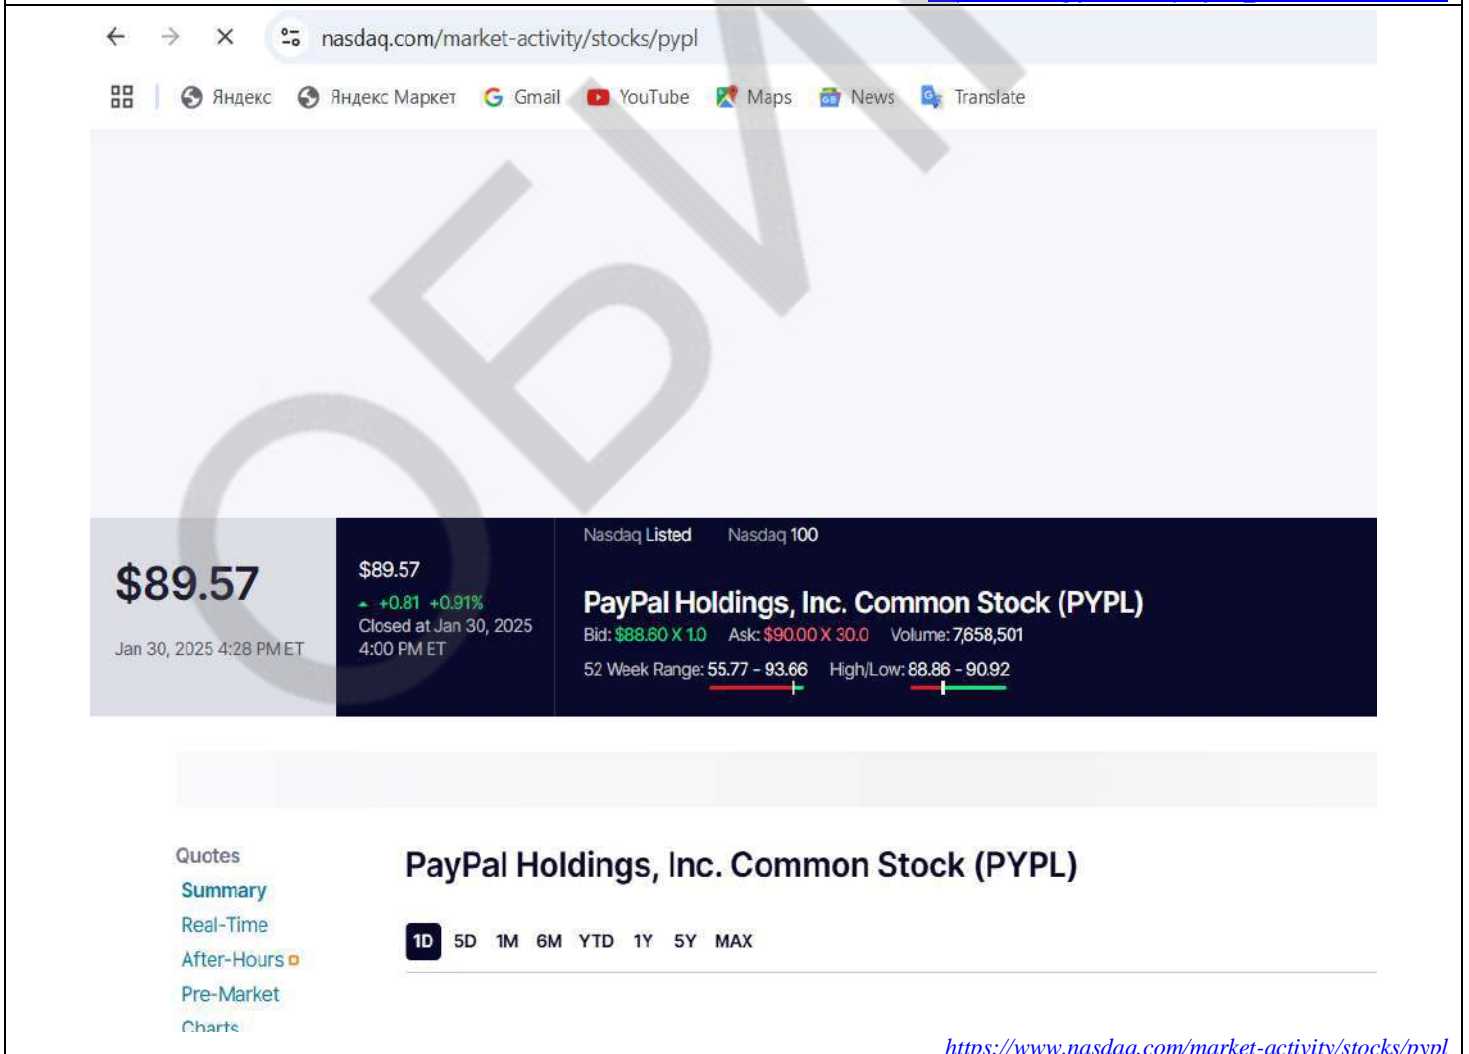 nasdaq.com/market-activity/stocks/pypl
Яндекс Яндекс Маркет Gmail YouTube Maps News Translate
Nasdaq Listed Nasdaq 100
$89.57
$89.57
+0.81 +0.91%
PayPal Holdings, Inc. Common Stock (PYPL)
Closed at Jan 30, 2025
4:00 PM ET
Bid: $88.60 X 1.0 Ask: $90.00 X 30.0 Volume: 7,658,501
Jan 30, 2025 4:28 PM ET
52 Week Range: 55.77 - 93.66 High/Low: 88.86 - 90.92
Quotes
PayPal Holdings, Inc. Common Stock (PYPL)
Summary
Real-Time
1D 5D 1M 6M YTD 1Y 5Y MAX
After-Hours
Pre-Market
Charts
https://www.nasdaq.com/market-activity/stocks/pypl